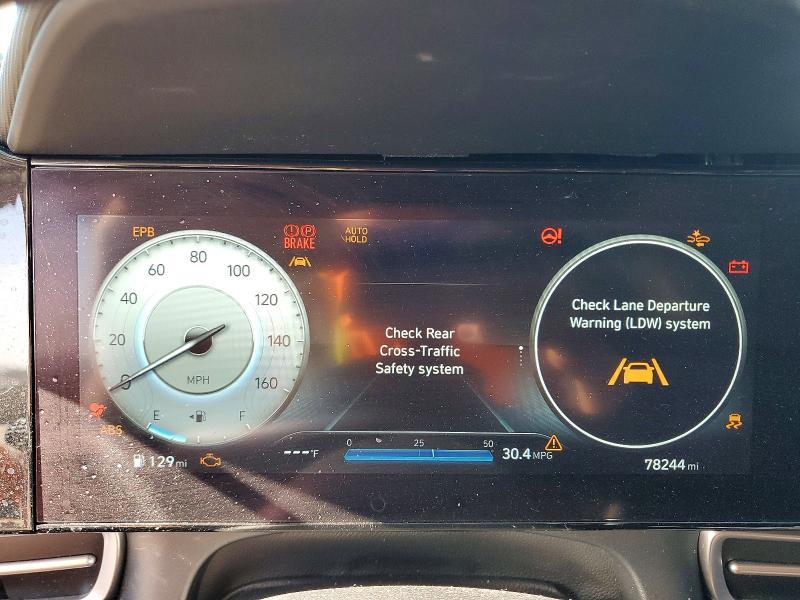 EPB
BRAKE
AUTO
HOLD
80
60
100
40
120
20
140
0
160
MPH
E
F
ABS
129 mi
Check Rear
Cross-Traffic
Safety system
---°F
0
25
50
30.4 MPG
Check Lane Departure
Warning (LDW) system
78244 mi